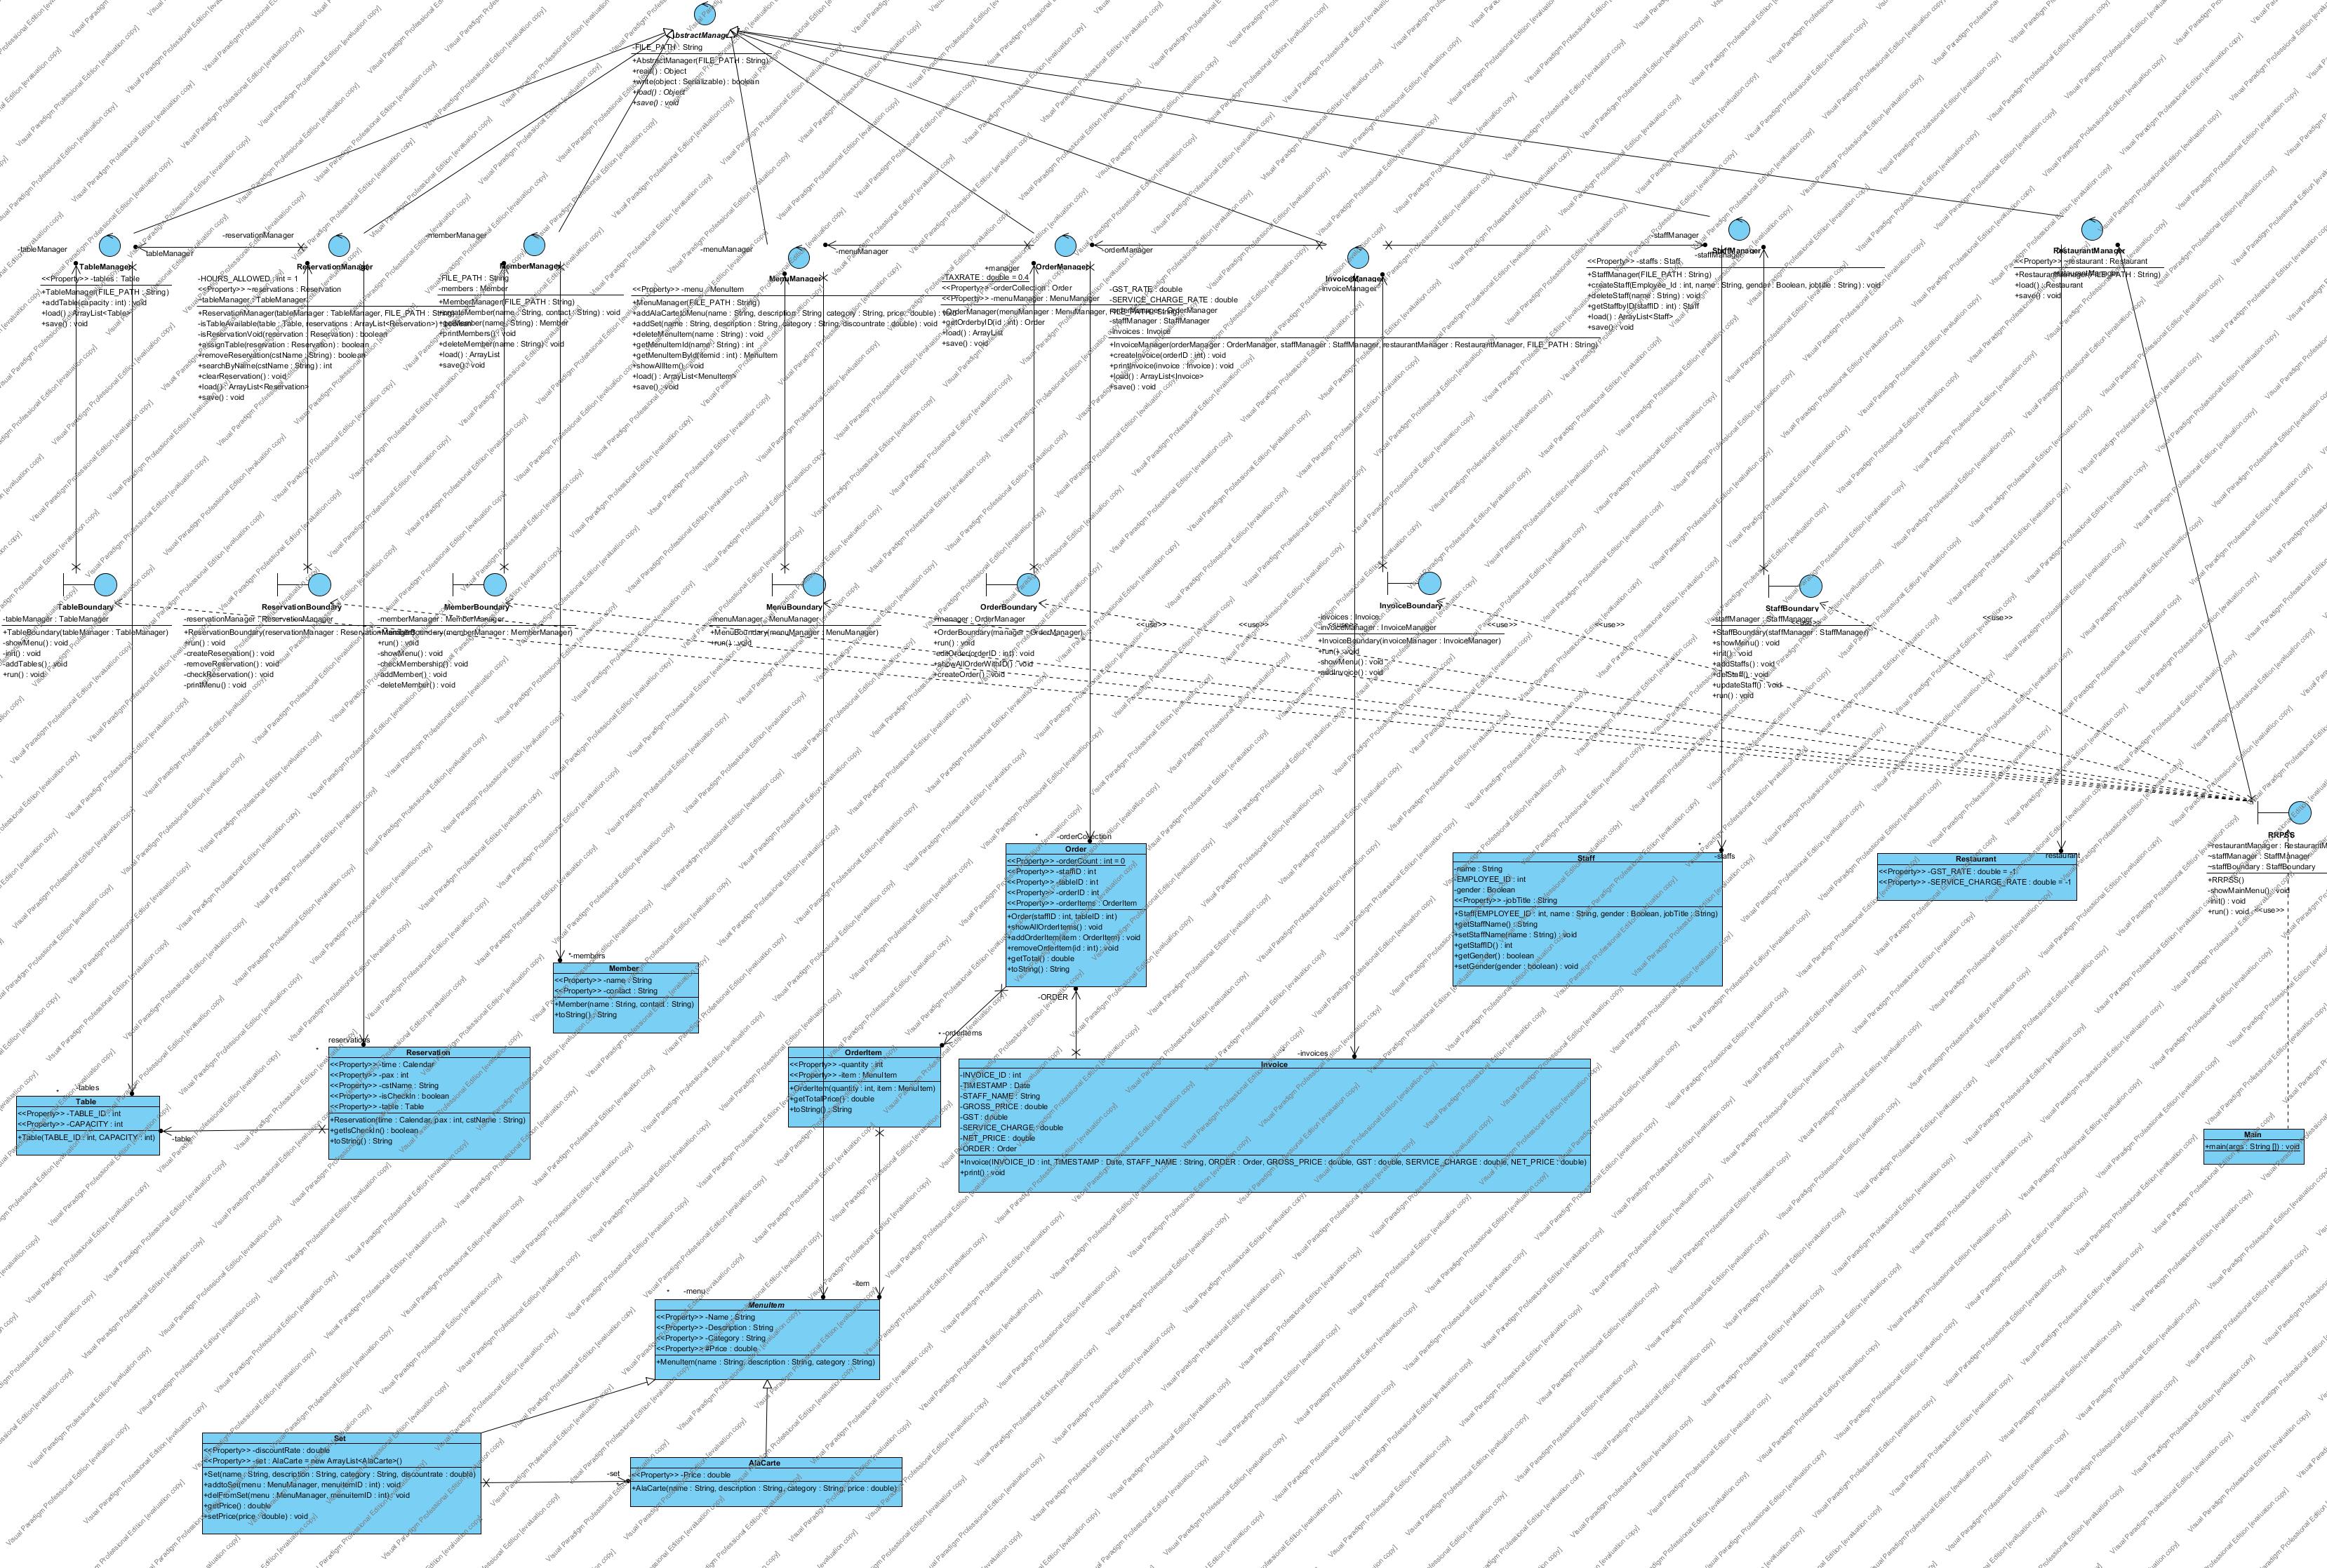 AbstractManager
-FILE_PATH : String
+AbstractManager(FILE_PATH : String)
+read() : Object
+write(object : Serializable) : boolean
+load() : Object
+save() : void
-tableManager
-reservationManager
-tableManager
-memberManager
-menuManager
-menuManager
+manager
-orderManager
-invoiceManager
-staffManager
-staffManager
TableManager
<<Property>> -tables : Table
+TableManager(FILE_PATH : String)
+addTable(capacity : int) : void
+load() : ArrayList<Table>
+save() : void
ReservationManager
-HOURS_ALLOWED : int = 1
<<Property>> -reservations : Reservation
-tableManager : TableManager
+ReservationManager(tableManager : TableManager, FILE_PATH : String)
-isTableAvailable(table : Table, reservations : ArrayList<Reservation>) : boolean
-isReservationVoid(reservation : Reservation) : boolean
+assignTable(reservation : Reservation) : boolean
+removeReservation(cstName : String) : boolean
+searchByName(cstName : String) : int
+clearReservation() : void
+load() : ArrayList<Reservation>
+save() : void
MemberManager
-FILE_PATH : String
-members : Member
+MemberManager(FILE_PATH : String)
+createMember(name : String, contact : String) : void
+getMember(name : String) : Member
+printMembers() : void
+deleteMember(name : String) : void
+load() : ArrayList
+save() : void
MenuManager
<<Property>> -menu : MenuItem
+MenuManager(FILE_PATH : String)
+addAlaCartetoMenu(name : String, description : String, category : String, price : double) : void
+addSet(name : String, description : String, category : String, discountrate : double) : void
+deleteMenuItem(name : String) : void
+getMenuItemId(name : String) : int
+getMenuItemById(itemid : int) : MenuItem
+showAllItem() : void
+load() : ArrayList<MenuItem>
+save() : void
OrderManager
-TAXRATE : double = 0.4
<<Property>> -orderCollection : Order
<<Property>> -menuManager : MenuManager
+OrderManager(menuManager : MenuManager, FILE_PATH : String)
+getOrderbyID(id : int) : Order
+load() : ArrayList
+save() : void
InvoiceManager
-GST_RATE : double
-SERVICE_CHARGE_RATE : double
-orderManager : OrderManager
-staffManager : StaffManager
-invoices : Invoice
+InvoiceManager(orderManager : OrderManager, staffManager : StaffManager, restaurantManager : RestaurantManager, FILE_PATH : String)
+createInvoice(orderID : int) : void
+printInvoice(invoice : Invoice) : void
+load() : ArrayList<Invoice>
+save() : void
StaffManager
<<Property>> -staffs : Staff
+StaffManager(FILE_PATH : String)
+createStaff(Employee_Id : int, name : String, gender : Boolean, jobtitle : String) : void
+deleteStaff(name : String) : void
+getStaffbyID(staffID : int) : Staff
+load() : ArrayList<Staff>
+save() : void
RestaurantManager
<<Property>> ~restaurant : Restaurant
+RestaurantManager(FILE_PATH : String)
+load() : Restaurant
+save() : void
TableBoundary
-tableManager : TableManager
+TableBoundary(tableManager : TableManager)
-showMenu() : void
-init() : void
-addTables() : void
+run() : void
ReservationBoundary
-reservationManager : ReservationManager
+ReservationBoundary(reservationManager : ReservationManager)
+run() : void
-createReservation() : void
-removeReservation() : void
-checkReservation() : void
-printMenu() : void
MemberBoundary
-memberManager : MemberManager
+MemberBoundary(memberManager : MemberManager)
+run() : void
-showMenu() : void
-checkMembership() : void
-addMember() : void
-deleteMember() : void
MenuBoundary
-menuManager : MenuManager
+MenuBoundary(menuManager : MenuManager)
+run() : void
OrderBoundary
-manager : OrderManager
+OrderBoundary(manager : OrderManager)
+run() : void
-editOrder(orderID : int) : void
+showAllOrderWithID() : void
+createOrder() : void
InvoiceBoundary
-invoices : Invoice
-invoiceManager : InvoiceManager
+InvoiceBoundary(invoiceManager : InvoiceManager)
+run() : void
-showMenu() : void
-addInvoice() : void
StaffBoundary
-staffManager : StaffManager
+StaffBoundary(staffManager : StaffManager)
+showMenu() : void
+init() : void
+addStaffs() : void
+delStaff() : void
+updateStaff() : void
+run() : void
<<use>>
<<use>>
<<use>>
<<use>>
<<use>>
RRPSS
~restaurantManager : RestaurantM
~staffManager : StaffManager
~staffBoundary : StaffBoundary
+RRPSS()
-showMainMenu() : void
-init() : void
+run() : void
<<use>>
* -orderCollection
Order
<<Property>> -orderCount : int = 0
<<Property>> -staffID : int
<<Property>> -tableID : int
<<Property>> -orderID : int
<<Property>> -orderItems : OrderItem
+Order(staffID : int, tableID : int)
+showAllOrderItems() : void
+addOrderItem(item : OrderItem) : void
+removeOrderItem(id : int) : void
+getTotal() : double
+toString() : String
* -staffs
Staff
-name : String
-EMPLOYEE_ID : int
-gender : Boolean
<<Property>> -jobTitle : String
+Staff(EMPLOYEE_ID : int, name : String, gender : Boolean, jobTitle : String)
+getStaffName() : String
+setStaffName(name : String) : void
+getStaffID() : int
+getGender() : boolean
+setGender(gender : boolean) : void
~restaurant
Restaurant
<<Property>> -GST_RATE : double = -1
<<Property>> -SERVICE_CHARGE_RATE : double = -1
*-members
Member
<<Property>> -name : String
<<Property>> -contact : String
+Member(name : String, contact : String)
+toString() : String
-ORDER
* -orderItems
reservations
*
Reservation
<<Property>> -time : Calendar
<<Property>> -pax : int
<<Property>> -cstName : String
<<Property>> -isCheckIn : boolean
<<Property>> -table : Table
+Reservation(time : Calendar, pax : int, cstName : String)
+getIsCheckIn() : boolean
+toString() : String
OrderItem
<<Property>> -quantity : int
<<Property>> -item : MenuItem
+OrderItem(quantity : int, item : MenuItem)
+getTotalPrice() : double
+toString() : String
* -invoices
Invoice
-INVOICE_ID : int
-TIMESTAMP : Date
-STAFF_NAME : String
-GROSS_PRICE : double
-GST : double
-SERVICE_CHARGE : double
-NET_PRICE : double
-ORDER : Order
+Invoice(INVOICE_ID : int, TIMESTAMP : Date, STAFF_NAME : String, ORDER : Order, GROSS_PRICE : double, GST : double, SERVICE_CHARGE : double, NET_PRICE : double)
+print() : void
* -tables
Table
<<Property>> -TABLE_ID : int
<<Property>> -CAPACITY : int
+Table(TABLE_ID : int, CAPACITY : int)
-table
Main
+main(args : String []) : void
* -menu
-item
MenuItem
<<Property>> -Name : String
<<Property>> -Description : String
<<Property>> -Category : String
<<Property>> #Price : double
+MenuItem(name : String, description : String, category : String)
Set
<<Property>> -discountRate : double
<<Property>> -set : AlaCarte = new ArrayList<AlaCarte>()
+Set(name : String, description : String, category : String, discountrate : double)
+addtoSet(menu : MenuManager, menuitemID : int) : void
+delFromSet(menu : MenuManager, menuitemID : int) : void
+getPrice() : double
+setPrice(price : double) : void
-set
*
AlaCarte
<<Property>> -Price : double
+AlaCarte(name : String, description : String, category : String, price : double)
Visual Paradigm Professional Edition [evaluation copy]